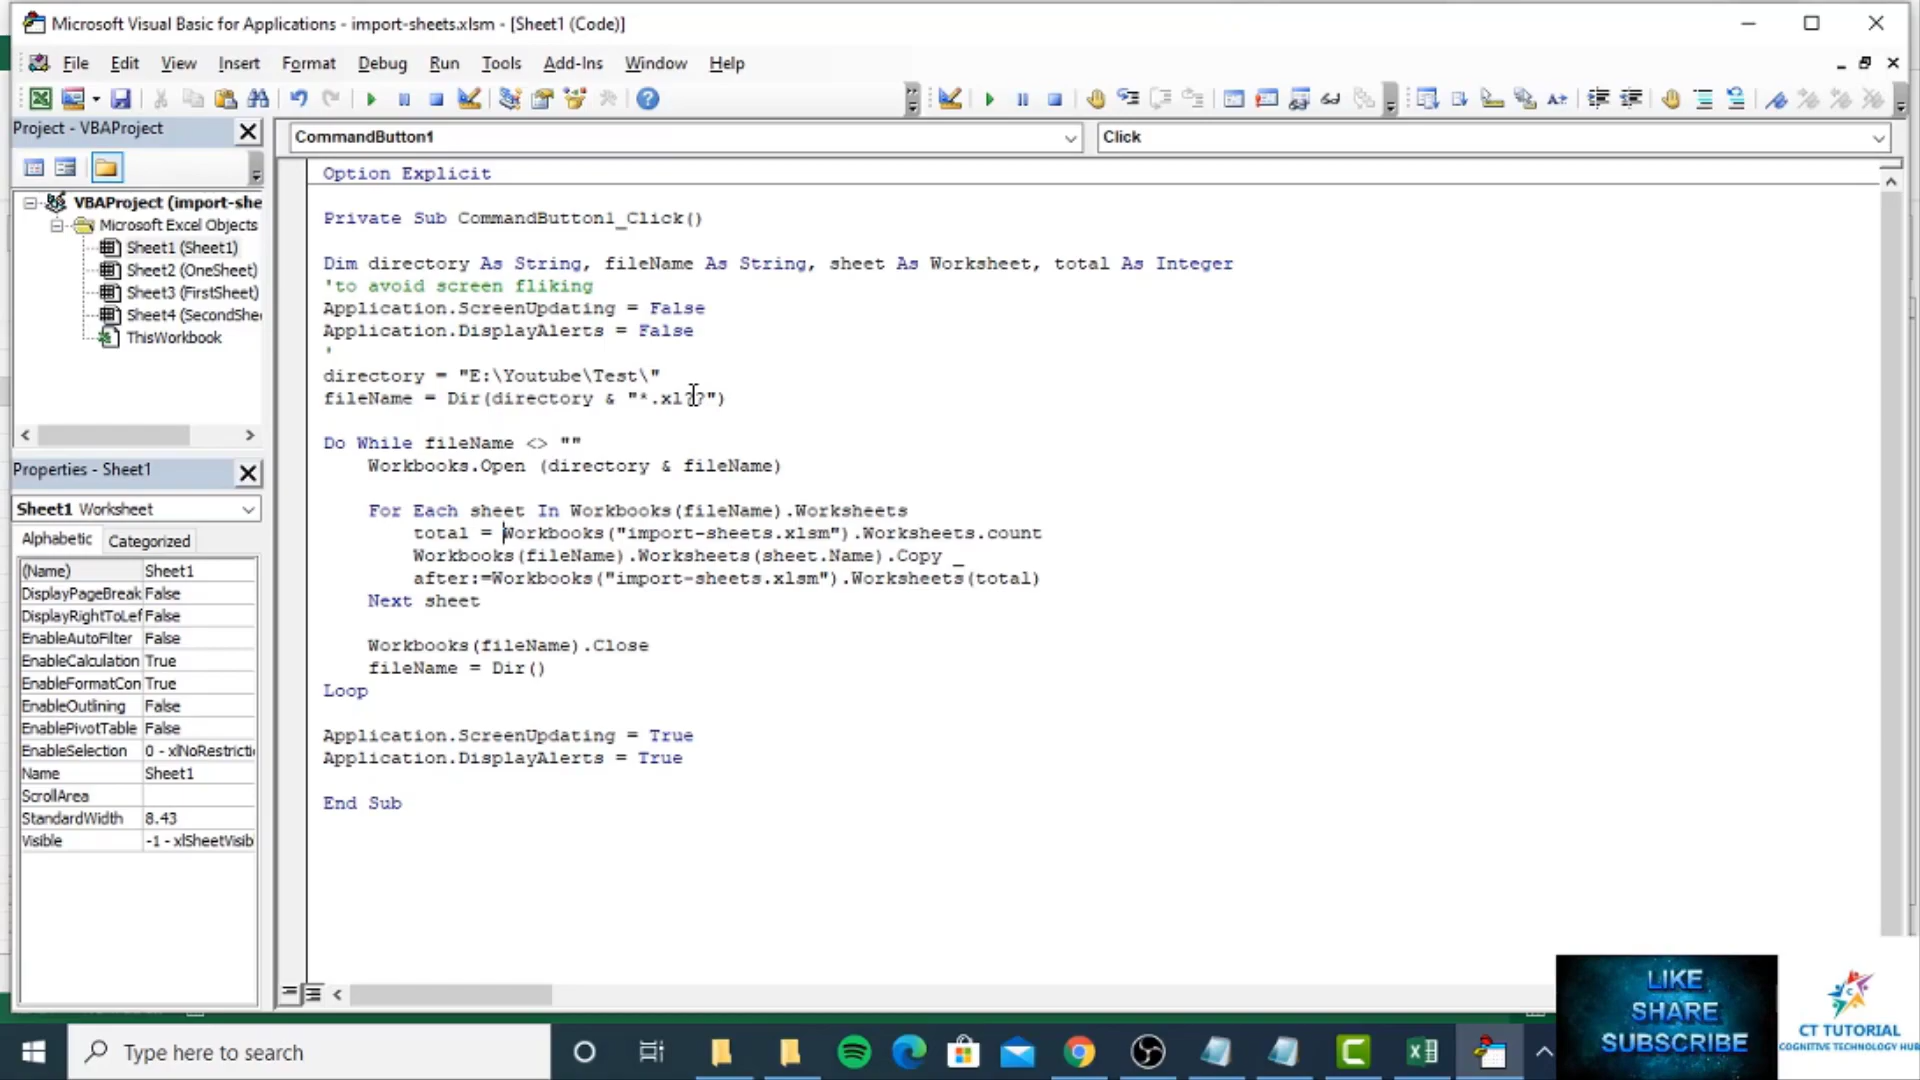 Microsoft Visual Basic for Applications - import-sheets.xlsm - [Sheet1 (Code)]
File Edit View Insert Format Debug Run Tools Add-Ins Window Help
Project - VBAProject
CommandButton1
Click
VBAProject (import-she
Microsoft Excel Objects
Sheet1 (Sheet1)
Sheet2 (OneSheet)
Sheet3 (FirstSheet)
Sheet4 (SecondShe
ThisWorkbook
Properties - Sheet1
Sheet1 Worksheet
Alphabetic Categorized
(Name) Sheet1
DisplayPageBreak False
DisplayRightToLef False
EnableAutoFilter False
EnableCalculation True
EnableFormatCon True
EnableOutlining False
EnablePivotTable False
EnableSelection 0 - xlNoRestricti
Name Sheet1
ScrollArea
StandardWidth 8.43
Visible -1 - xlSheetVisib
Option Explicit
Private Sub CommandButton1_Click()
Dim directory As String, fileName As String, sheet As Worksheet, total As Integer
'to avoid screen fliking
Application.ScreenUpdating = False
Application.DisplayAlerts = False
'
directory = "E:\Youtube\Test\"
fileName = Dir(directory & "*.xl??")
Do While fileName <> ""
Workbooks.Open (directory & fileName)
For Each sheet In Workbooks(fileName).Worksheets
total = Workbooks("import-sheets.xlsm").Worksheets.count
Workbooks(fileName).Worksheets(sheet.Name).Copy _
after:=Workbooks("import-sheets.xlsm").Worksheets(total)
Next sheet
Workbooks(fileName).Close
fileName = Dir()
Loop
Application.ScreenUpdating = True
Application.DisplayAlerts = True
End Sub
LIKE
SHARE
SUBSCRIBE
CT TUTORIAL
COGNITIVE TECHNOLOGY HUB
Type here to search